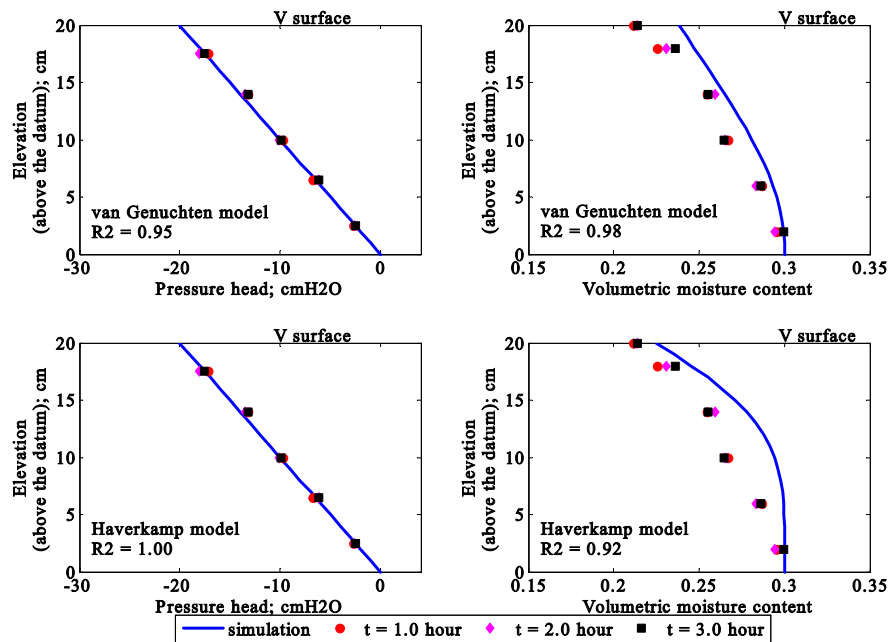 V surface
20
15
10
5
0
Elevation
(above the datum); cm
van Genuchten model
R2 = 0.95
-30
-20
-10
0
Pressure head; cmH2O
V surface
20
15
10
5
0
Elevation
(above the datum); cm
van Genuchten model
R2 = 0.98
0.15
0.2
0.25
0.3
0.35
Volumetric moisture content
V surface
20
15
10
5
0
Elevation
(above the datum); cm
Haverkamp model
R2 = 1.00
-30
-20
-10
0
Pressure head; cmH2O
V surface
20
15
10
5
0
Elevation
(above the datum); cm
Haverkamp model
R2 = 0.92
0.15
0.2
0.25
0.3
0.35
Volumetric moisture content
simulation
t = 1.0 hour
t = 2.0 hour
t = 3.0 hour